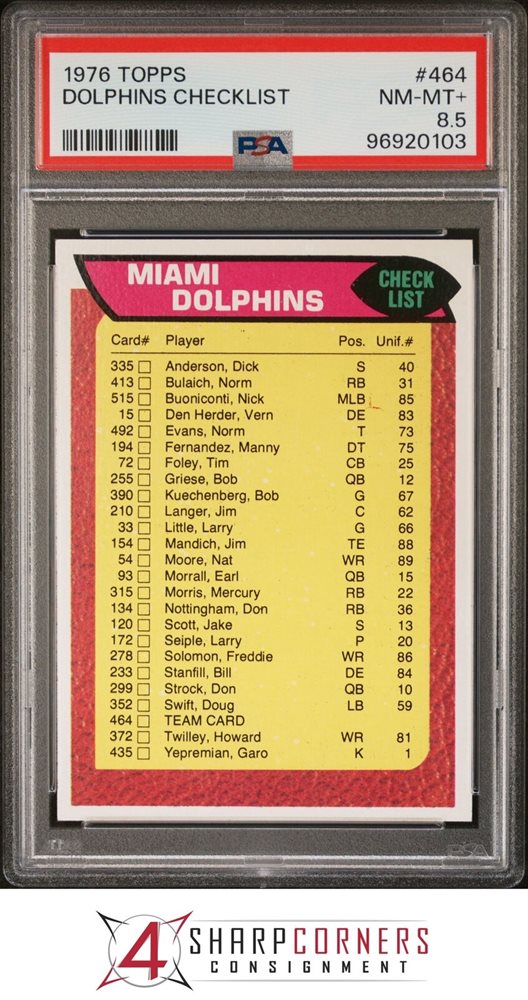 1976 TOPPS #464
DOLPHINS CHECKLIST NM-MT+
8.5
PSA 96920103
MIAMI
DOLPHINS
CHECK
LIST
Card# Player Pos. Unif.#
335 Anderson, Dick S 40
413 Bulaich, Norm RB 31
515 Buoniconti, Nick MLB 85
15 Den Herder, Vern DE 83
492 Evans, Norm T 73
194 Fernandez, Manny DT 75
72 Foley, Tim CB 25
255 Griese, Bob QB 12
390 Kuechenberg, Bob G 67
210 Langer, Jim C 62
33 Little, Larry G 66
154 Mandich, Jim TE 88
54 Moore, Nat WR 89
93 Morrall, Earl QB 15
315 Morris, Mercury RB 22
134 Nottingham, Don RB 36
120 Scott, Jake S 13
172 Seiple, Larry P 20
278 Solomon, Freddie WR 86
233 Stanfill, Bill DE 84
299 Strock, Don QB 10
352 Swift, Doug LB 59
464 TEAM CARD
372 Twilley, Howard WR 81
435 Yepremian, Garo K 1
PSA
4 SHARPCORNERS
CONSIGNMENT